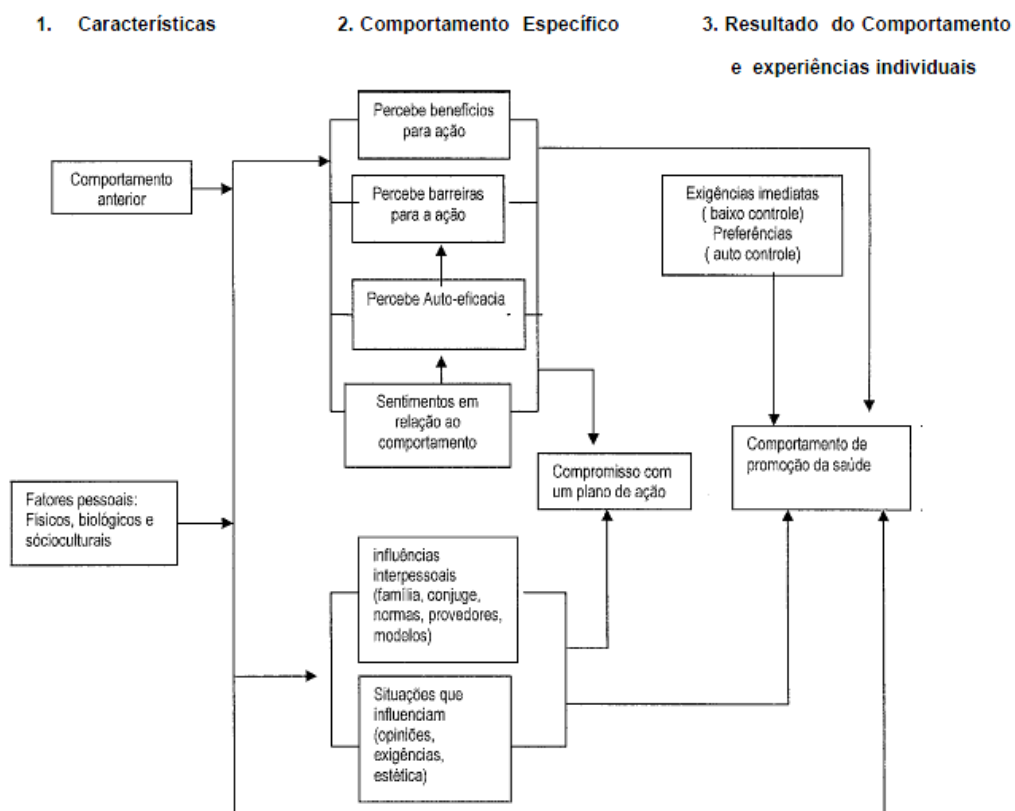 1. Características
2. Comportamento Específico
3. Resultado do Comportamento
e experiências individuais
Percebe benefícios
para ação
Comportamento
anterior
Percebe barreiras
para a ação
Exigências imediatas
( baixo controle)
Preferências
( auto controle)
Percebe Auto-eficacia
Sentimentos em
relação ao
comportamento
Compromisso com
um plano de ação
Comportamento de
promoção da saúde
Fatores pessoais:
Fisicos, biológicos e
sócioculturais
influências
interpessoais
(família, conjuge,
normas, provedores,
modelos)
Situações que
influenciam
(opiniões,
exigências,
estética)